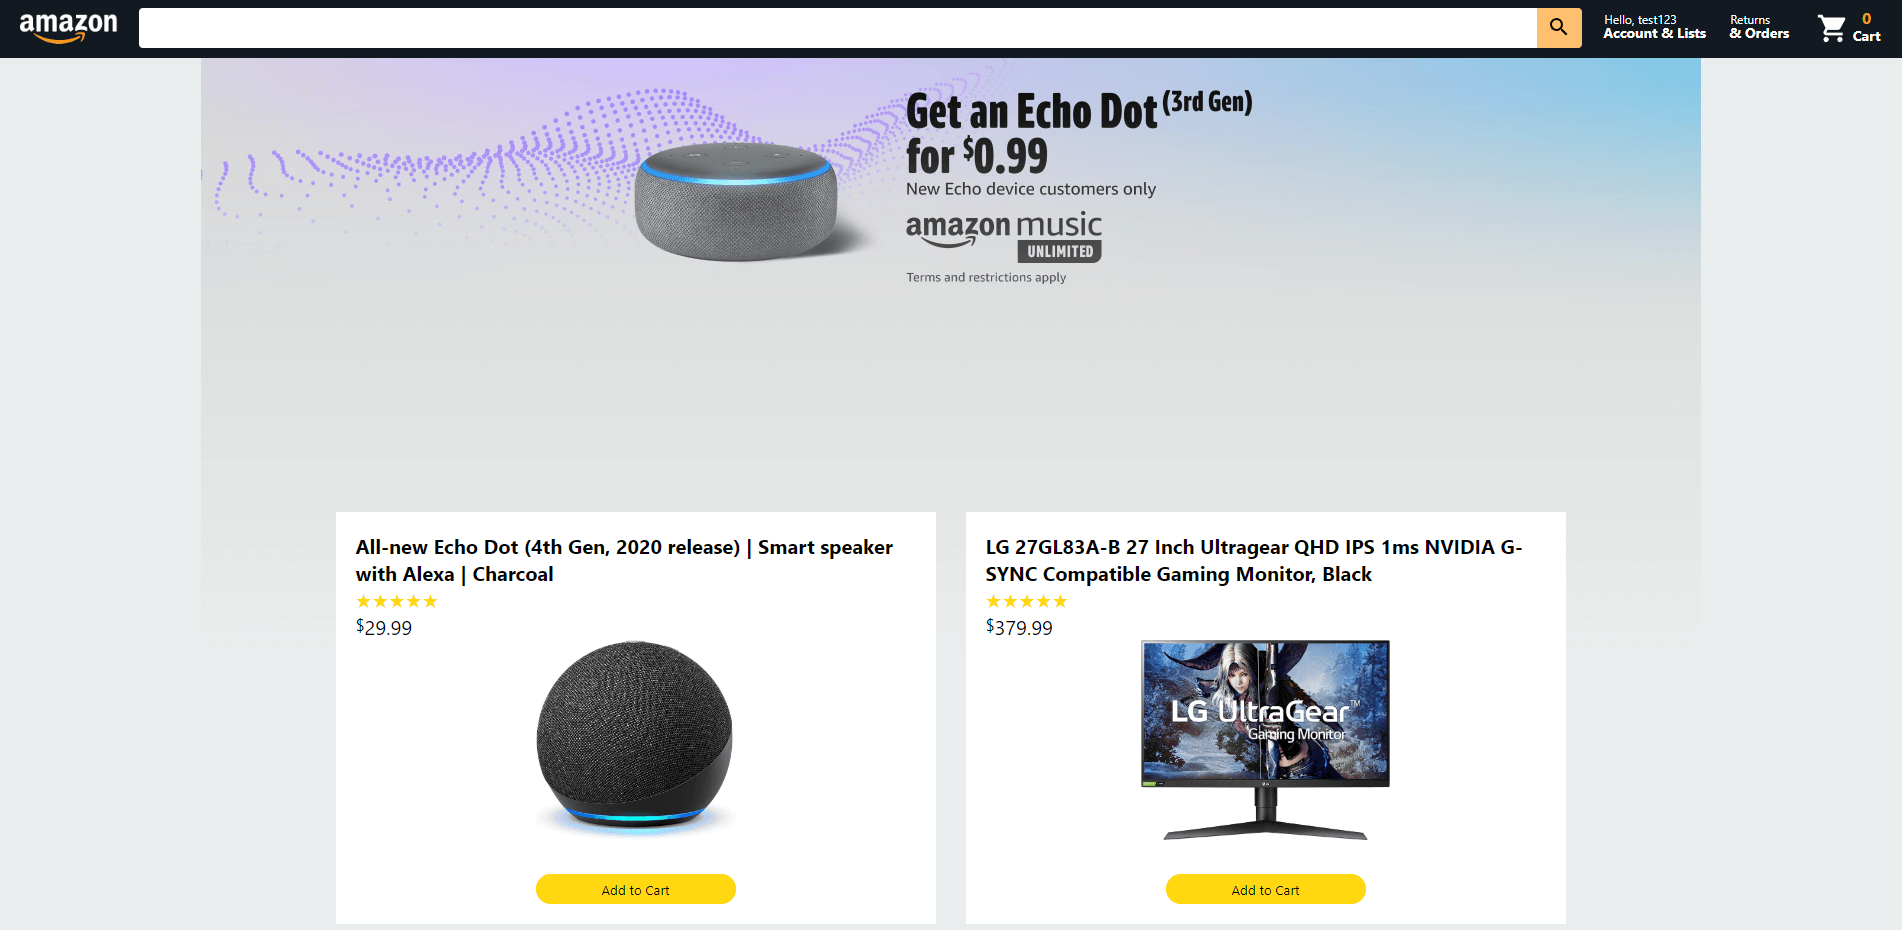 amazon
Hello, test123
Account & Lists
Returns
& Orders
0
Cart
Get an Echo Dot (3rd Gen)
for $0.99
New Echo device customers only
amazon music
UNLIMITED
Terms and restrictions apply
All-new Echo Dot (4th Gen, 2020 release) | Smart speaker
with Alexa | Charcoal
$29.99
Add to Cart
LG 27GL83A-B 27 Inch Ultragear QHD IPS 1ms NVIDIA G-
SYNC Compatible Gaming Monitor, Black
$379.99
LG UltraGear™
Gaming Monitor
Add to Cart